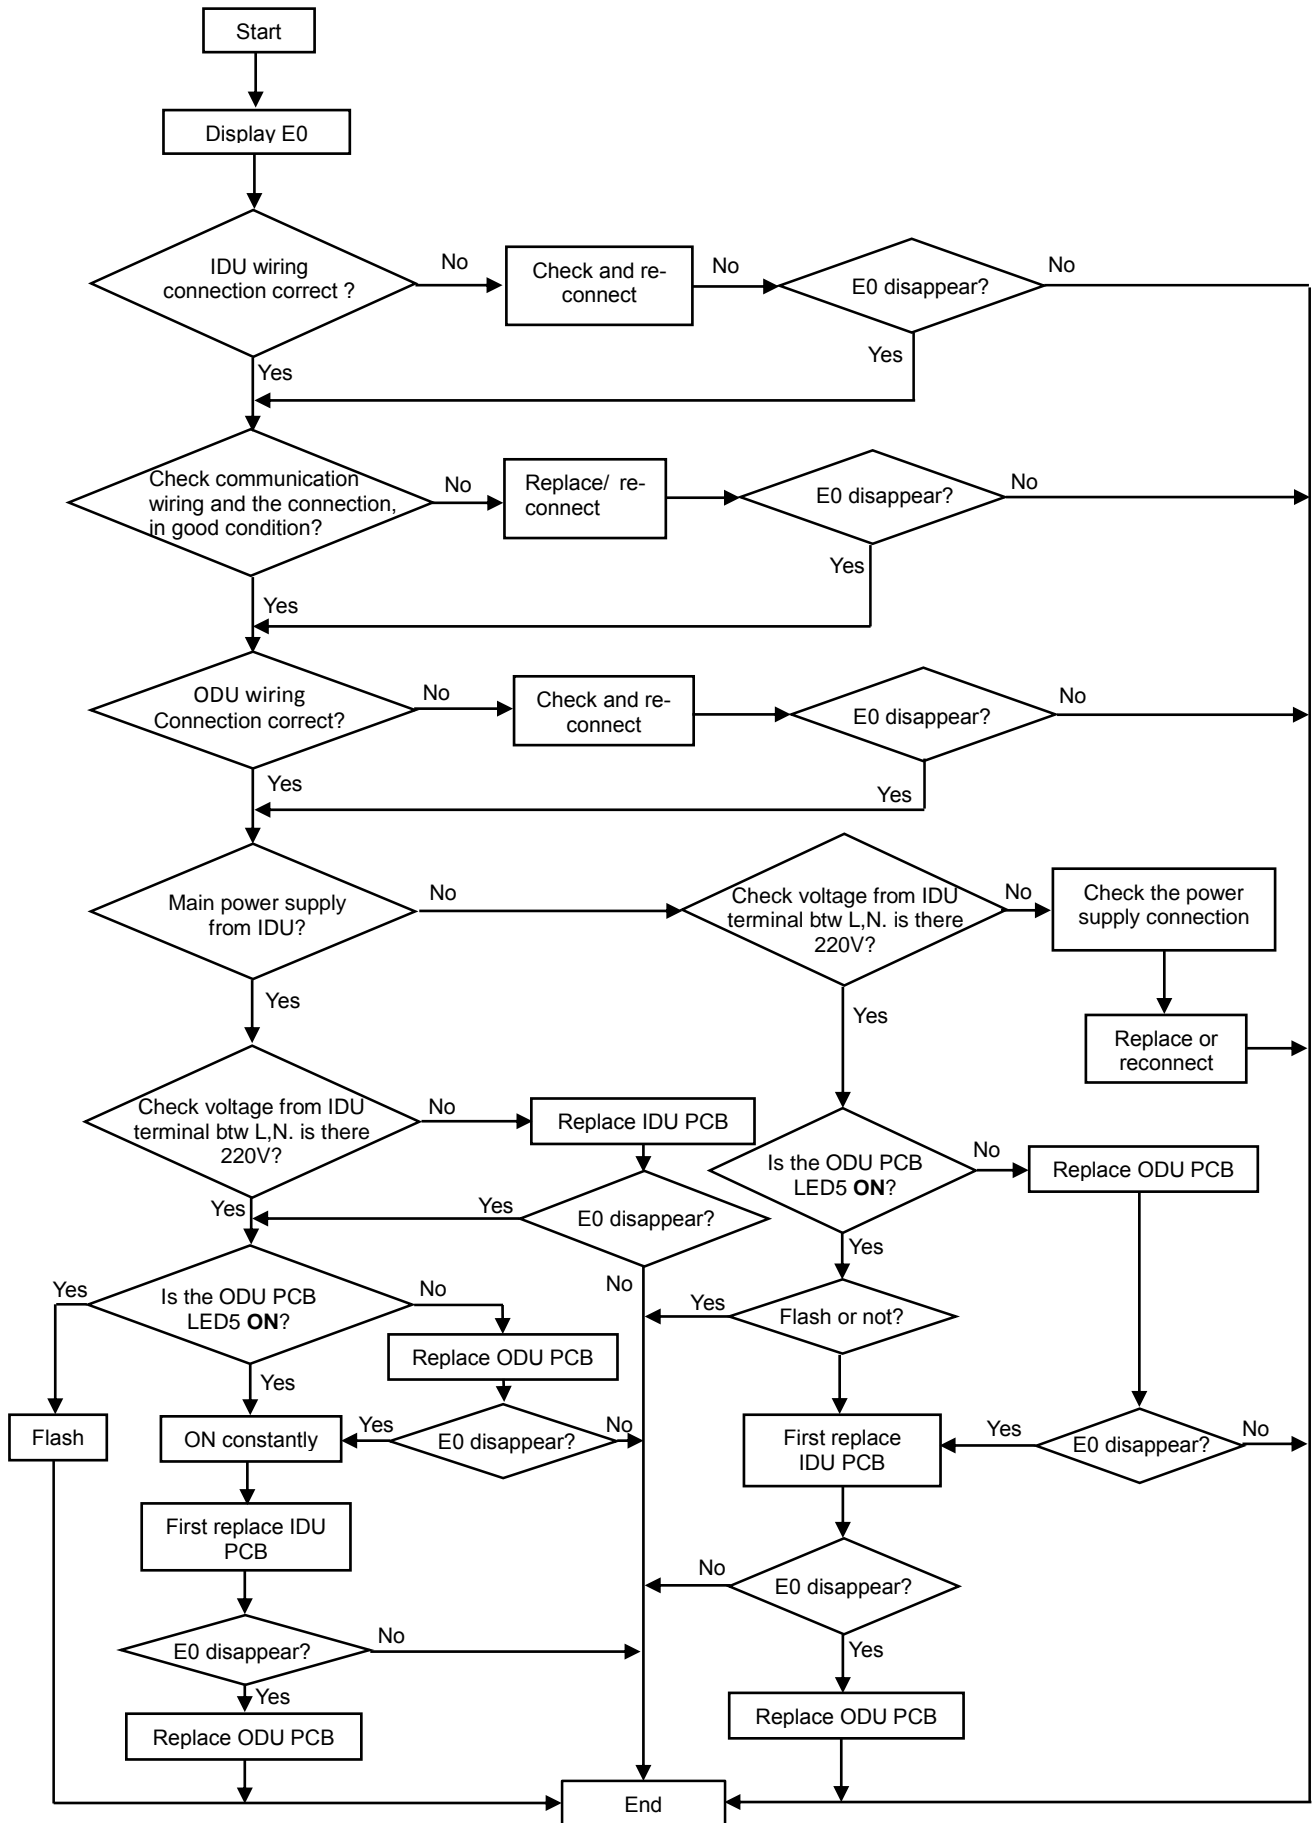 Start
Display E0
IDU wiring
connection correct ?
No
Check and re-
connect
No
E0 disappear?
No
Yes
Yes
Check communication
wiring and the connection,
in good condition?
No
Replace/ re-
connect
E0 disappear?
No
Yes
Yes
ODU wiring
Connection correct?
No
Check and re-
connect
E0 disappear?
No
Yes
Yes
Main power supply
from IDU?
No
Check voltage from IDU
terminal btw L,N. is there
220V?
No
Check the power
supply connection
Yes
Yes
Replace or
reconnect
Check voltage from IDU
terminal btw L,N. is there
220V?
No
Replace IDU PCB
Is the ODU PCB
LED5 ON?
No
Replace ODU PCB
Yes
Yes
E0 disappear?
Yes
No
Yes
Is the ODU PCB
LED5 ON?
No
Yes
Flash or not?
Replace ODU PCB
Yes
Flash
ON constantly
Yes
E0 disappear?
No
First replace
IDU PCB
Yes
E0 disappear?
No
First replace IDU
PCB
No
E0 disappear?
E0 disappear?
No
Yes
Yes
Replace ODU PCB
Replace ODU PCB
End